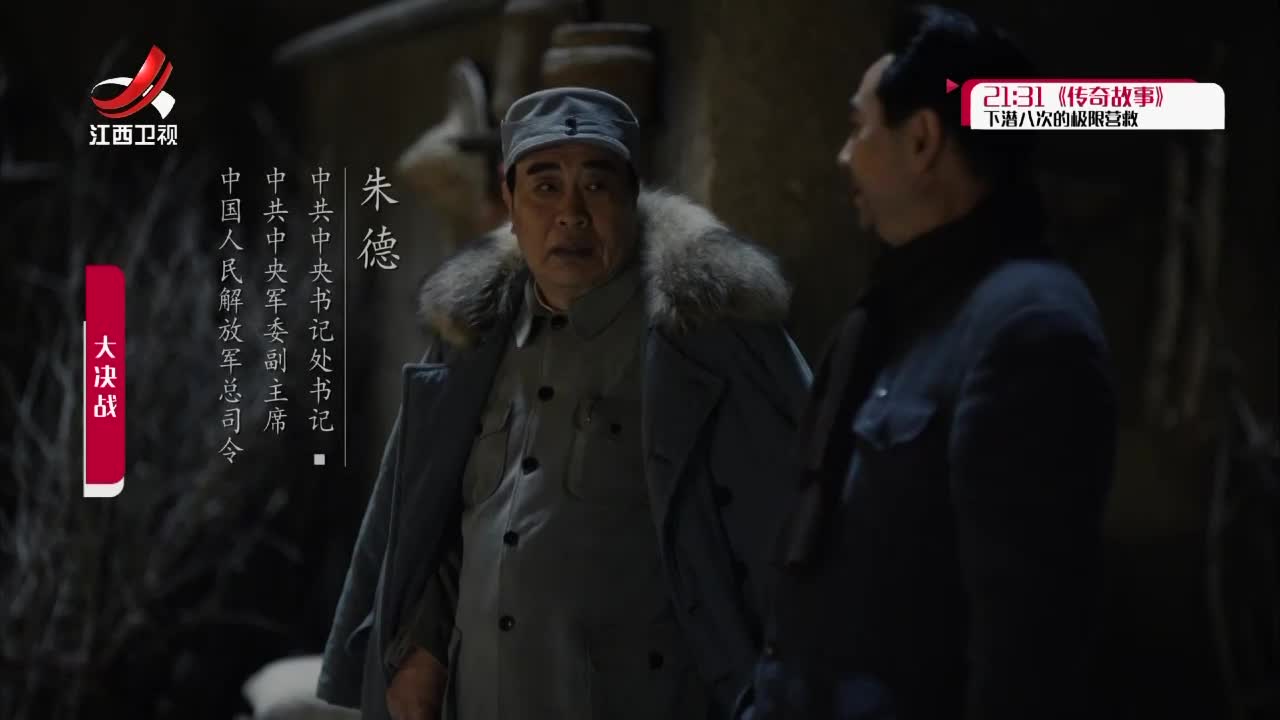 江西卫视
21:31《传奇故事》
下潜八次的极限营救
朱德
中共中央书记处书记
中共中央军委副主席
中国人民解放军总司令
大决战